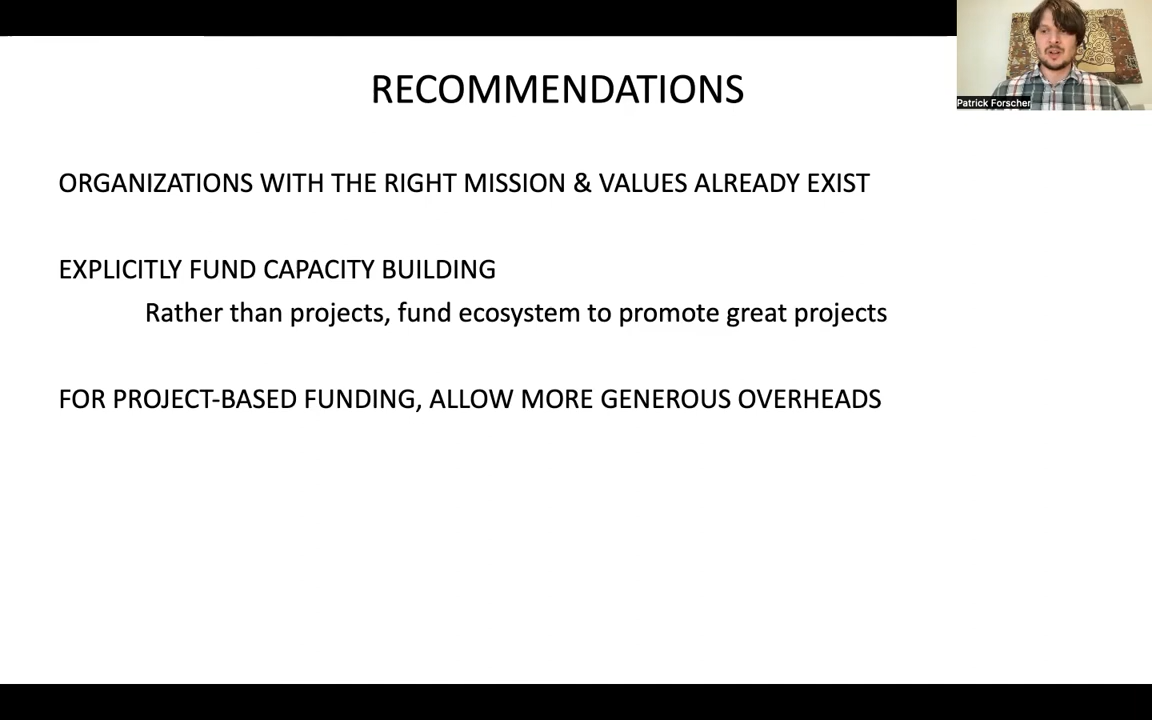 RECOMMENDATIONS
Patrick Forscher
ORGANIZATIONS WITH THE RIGHT MISSION & VALUES ALREADY EXIST
EXPLICITLY FUND CAPACITY BUILDING
Rather than projects, fund ecosystem to promote great projects
FOR PROJECT-BASED FUNDING, ALLOW MORE GENEROUS OVERHEADS